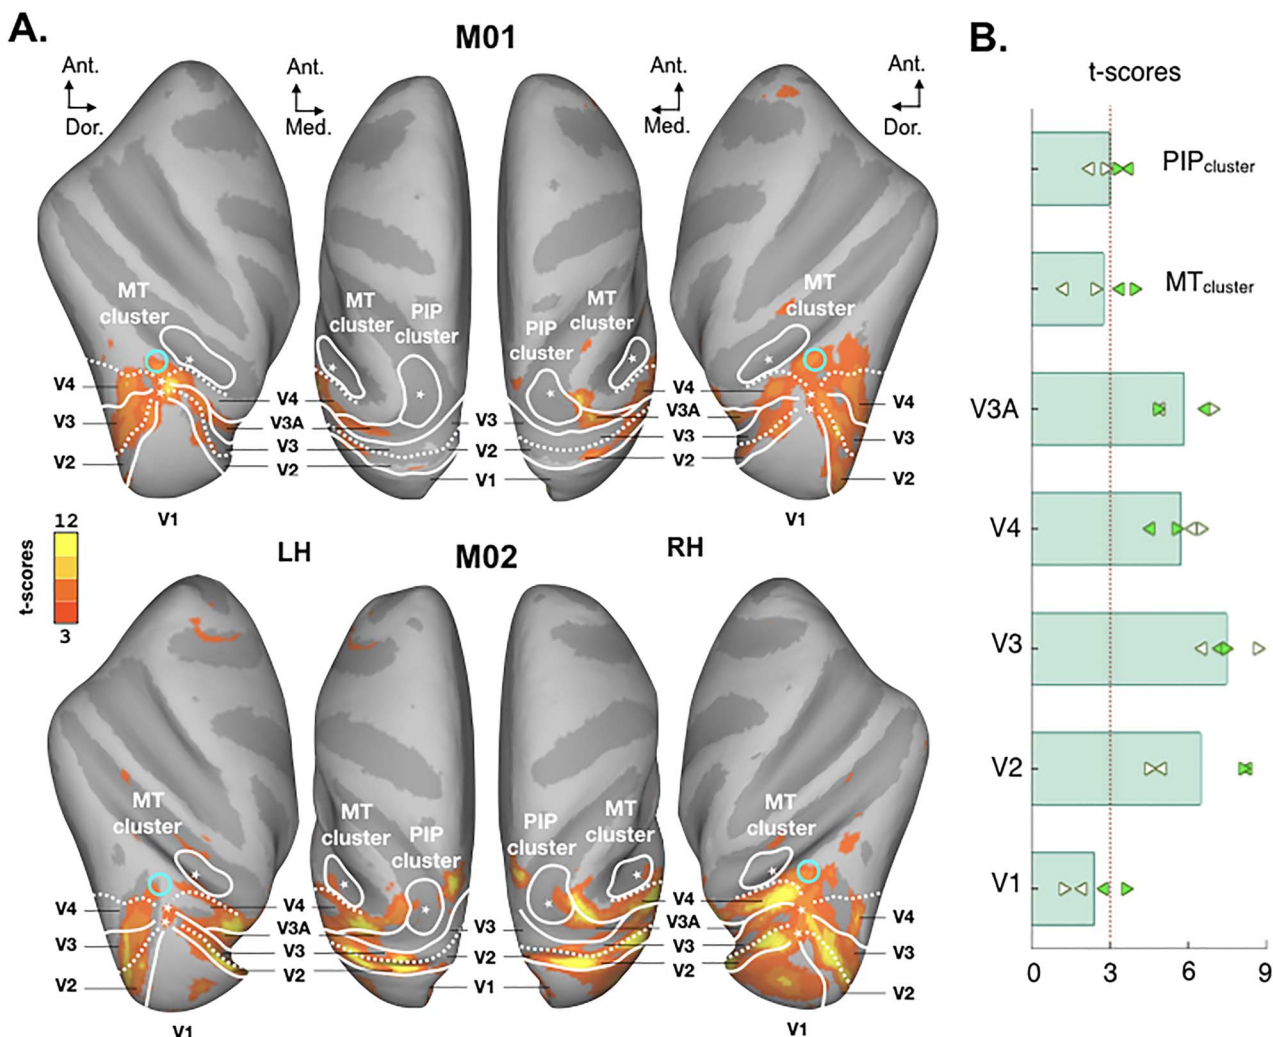 A.
M01
B.
Ant.
Dor.
Ant.
Med.
Ant.
Med.
Ant.
Dor.
t-scores
MT
cluster
MT
cluster
PIP
cluster
PIP
cluster
MT
cluster
MT
cluster
V4
V3
V2
V1
V4
V3A
V3
V2
V3
V2
V1
V4
V3A
V3
V2
V4
V3
V2
V1
12
t-scores
3
LH
M02
RH
MT
cluster
MT
cluster
PIP
cluster
PIP
cluster
MT
cluster
MT
cluster
V4
V3
V2
V1
V4
V3A
V3
V2
V3
V2
V1
V4
V3A
V3
V2
V4
V3
V2
V1
PIPcluster
MTcluster
V3A
V4
V3
V2
V1
0 3 6 9